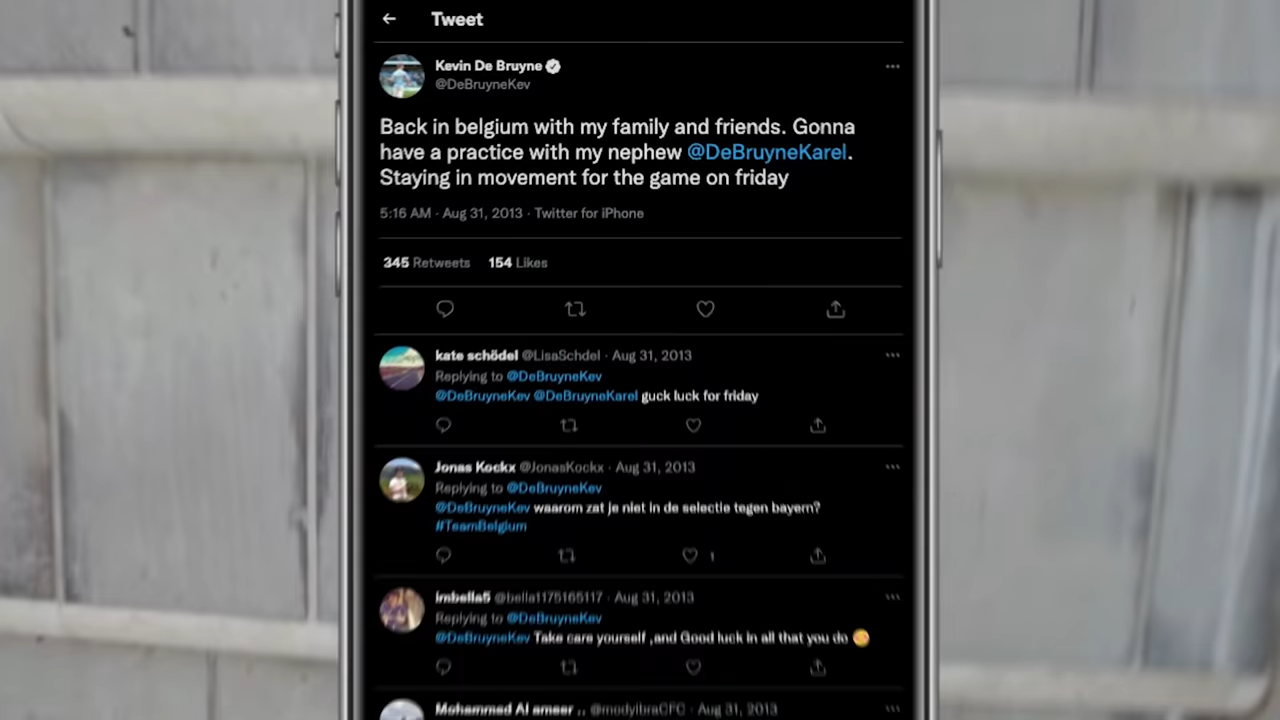 Tweet
Kevin De Bruyne
@DeBruyneKev
Back in belgium with my family and friends. Gonna
have a practice with my nephew @DeBruyneKarel.
Staying in movement for the game on friday
5:16 AM · Aug 31, 2013 · Twitter for iPhone
345 Retweets 154 Likes
kate schödel @LisaSchdel · Aug 31, 2013
Replying to @DeBruyneKev
@DeBruyneKev @DeBruyneKarel guck luck for friday
Jonas Kockx @JonasKockx · Aug 31, 2013
Replying to @DeBruyneKev
@DeBruyneKev waarom zat je niet in de selectie tegen bayern?
#TeamBelgium
1
imbella5 @bella1175165117 · Aug 31, 2013
Replying to @DeBruyneKev
@DeBruyneKev Take care yourself ,and Good luck in all that you do
Mohammed Al ameer .. @modyibraCFC · Aug 31, 2013